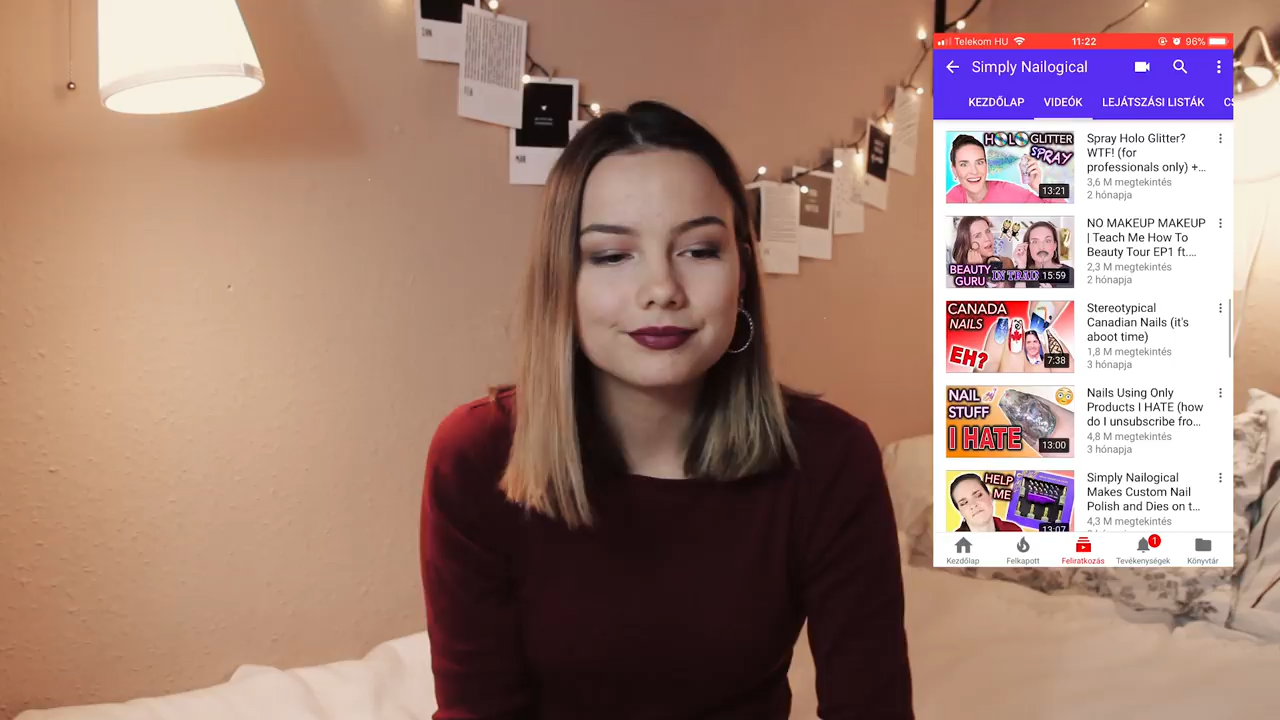 Telekom HU
11:22
96%
Simply Nailogical
KEZDŐLAP
VIDEÓK
LEJÁTSZÁSI LISTÁK
HOLO GLITTER
SPRAY
13:21
Spray Holo Glitter?
WTF! (for
professionals only) +...
3,6 M megtekintés
2 hónapja
BEAUTY
GURU
15:59
NO MAKEUP MAKEUP
| Teach Me How To
Beauty Tour EP1 ft....
2,3 M megtekintés
2 hónapja
CANADA
NAILS
EH?
7:38
Stereotypical
Canadian Nails (it's
aboot time)
1,8 M megtekintés
3 hónapja
NAIL
STUFF
I HATE
13:00
Nails Using Only
Products I HATE (how
do I unsubscribe fro...
4,8 M megtekintés
3 hónapja
HELP
ME
13:07
Simply Nailogical
Makes Custom Nail
Polish and Dies on t...
4,3 M megtekintés
1
Kezdőlap
Felkapott
Feliratkozás
Tevékenységek
Könyvtár